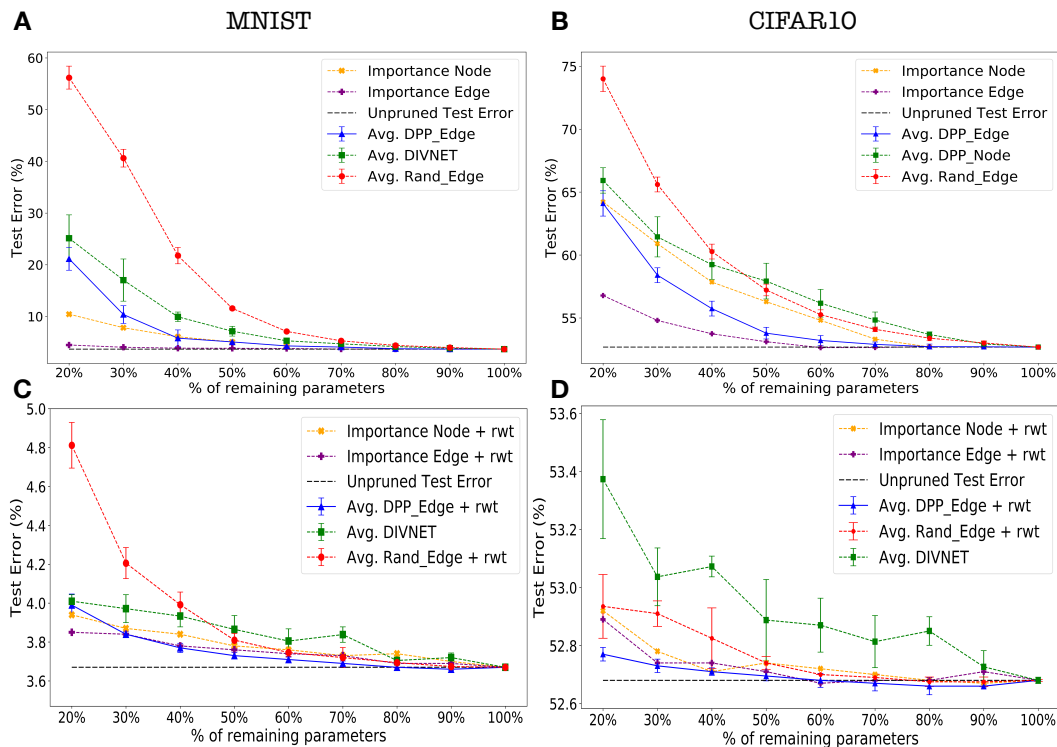 A
MNIST
B
CIFAR10
60
50
40
30
20
10
Test Error (%)
Importance Node
Importance Edge
Unpruned Test Error
Avg. DPP_Edge
Avg. DIVNET
Avg. Rand_Edge
20% 30% 40% 50% 60% 70% 80% 90% 100%
% of remaining parameters
75
70
65
60
55
Test Error (%)
Importance Node
Importance Edge
Unpruned Test Error
Avg. DPP_Edge
Avg. DPP_Node
Avg. Rand_Edge
20% 30% 40% 50% 60% 70% 80% 90% 100%
% of remaining parameters
C
5.0
4.8
4.6
4.4
4.2
4.0
3.8
3.6
Test Error (%)
Importance Node + rwt
Importance Edge + rwt
Unpruned Test Error
Avg. DPP_Edge + rwt
Avg. DIVNET
Avg. Rand_Edge + rwt
20% 30% 40% 50% 60% 70% 80% 90% 100%
% of remaining parameters
D
53.6
53.4
53.2
53.0
52.8
52.6
Test Error (%)
Importance Node + rwt
Importance Edge + rwt
Unpruned Test Error
Avg. DPP_Edge + rwt
Avg. Rand_Edge + rwt
Avg. DIVNET
20% 30% 40% 50% 60% 70% 80% 90% 100%
% of remaining parameters